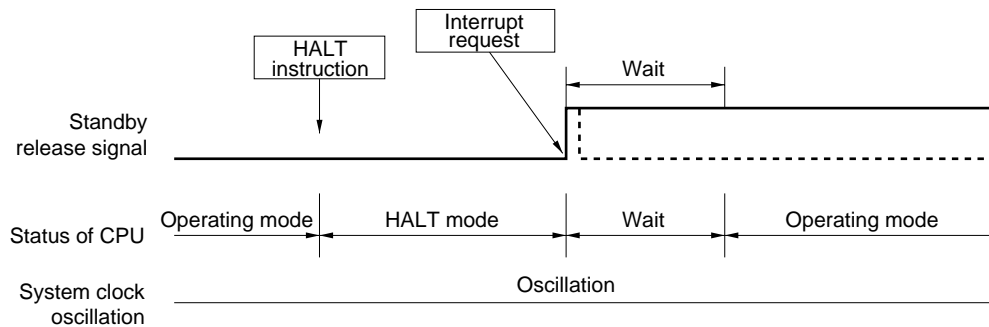 HALT
instruction
Interrupt
request
Wait
Standby
release signal
Operating mode
HALT mode
Wait
Operating mode
Status of CPU
Oscillation
System clock
oscillation